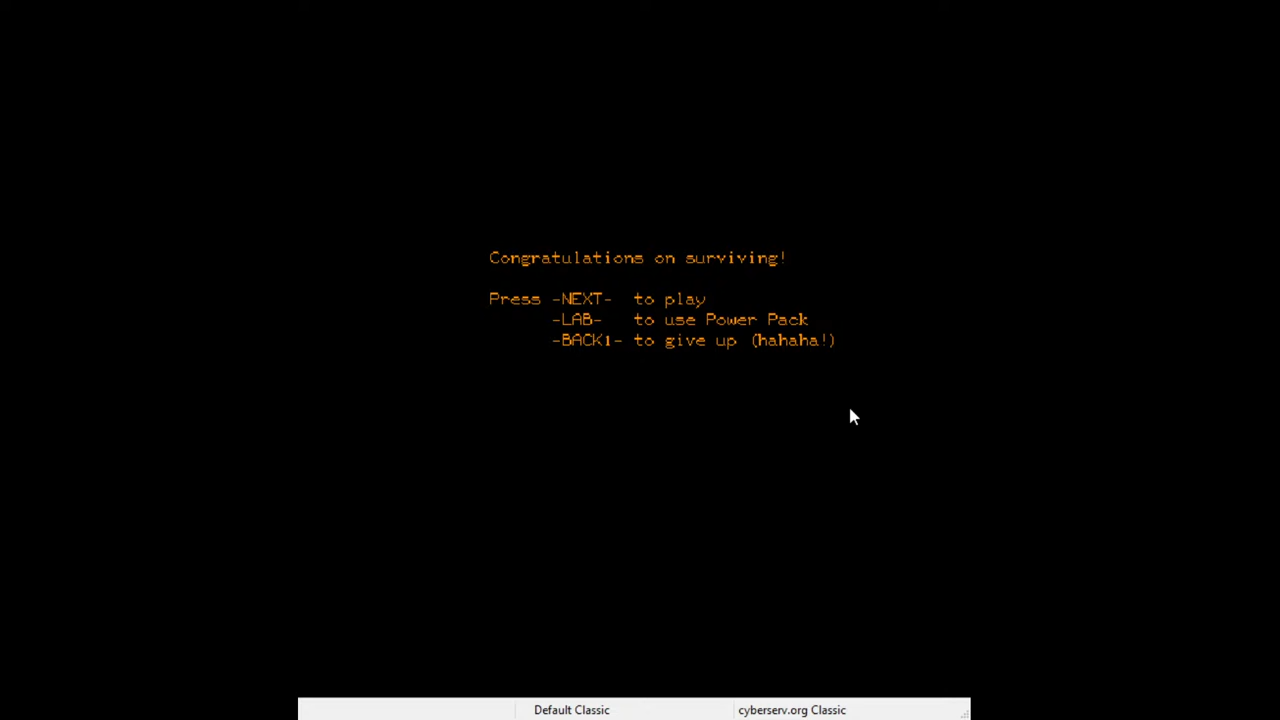 Congratulations on surviving!
Press -NEXT- to play
-LAB- to use Power Pack
-BACK1- to give up (hahaha!)
Default Classic
cyberserv.org Classic